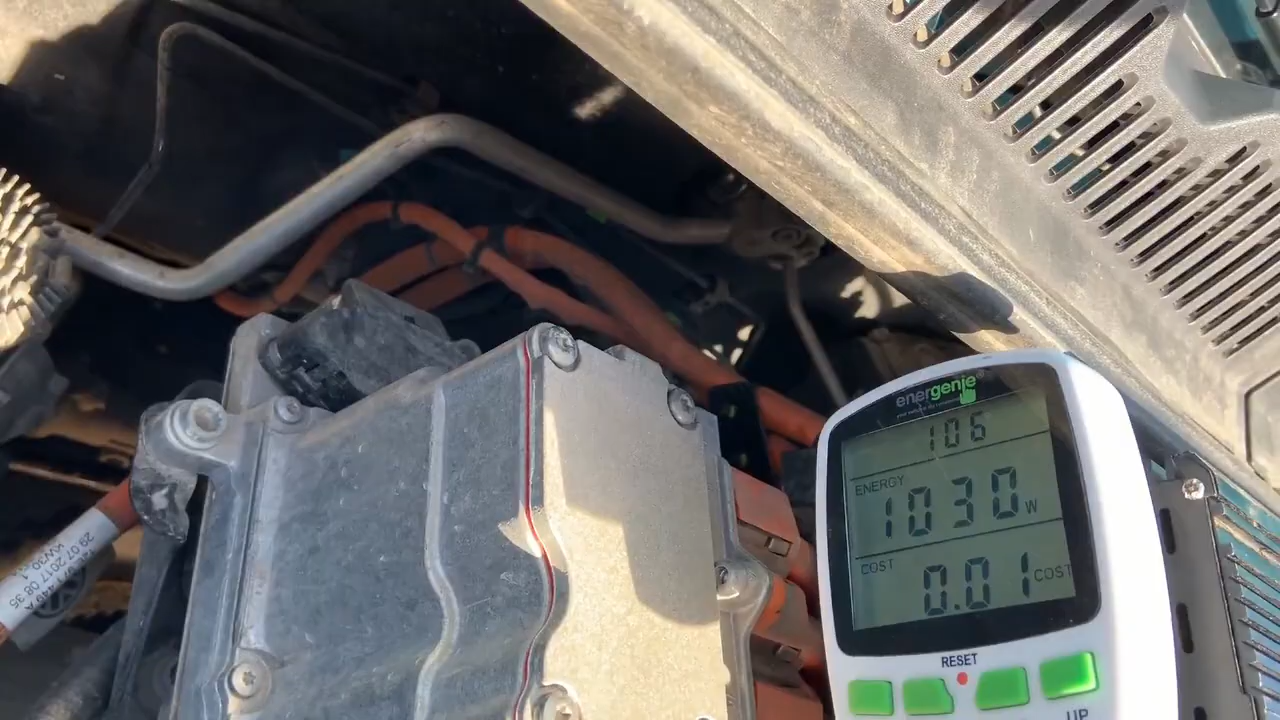 energenie
106
ENERGY
1030 W
COST
0.01 COST
RESET
UP
29 07 2017 08 35